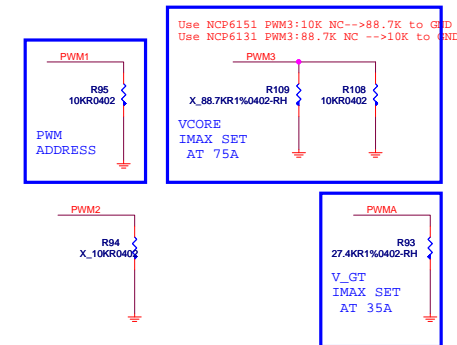 Use NCP6151 PWM3:10K NC-->88.7K to GND
Use NCP6131 PWM3:88.7K NC -->10K to GND
PWM1
R95
10KR0402
PWM
ADDRESS
PWM3
R109
X_88.7KR1%0402-RH
R108
10KR0402
VCORE
IMAX SET
AT 75A
PWM2
R94
X_10KR0402
PWMA
R93
27.4KR1%0402-RH
V_GT
IMAX SET
AT 35A